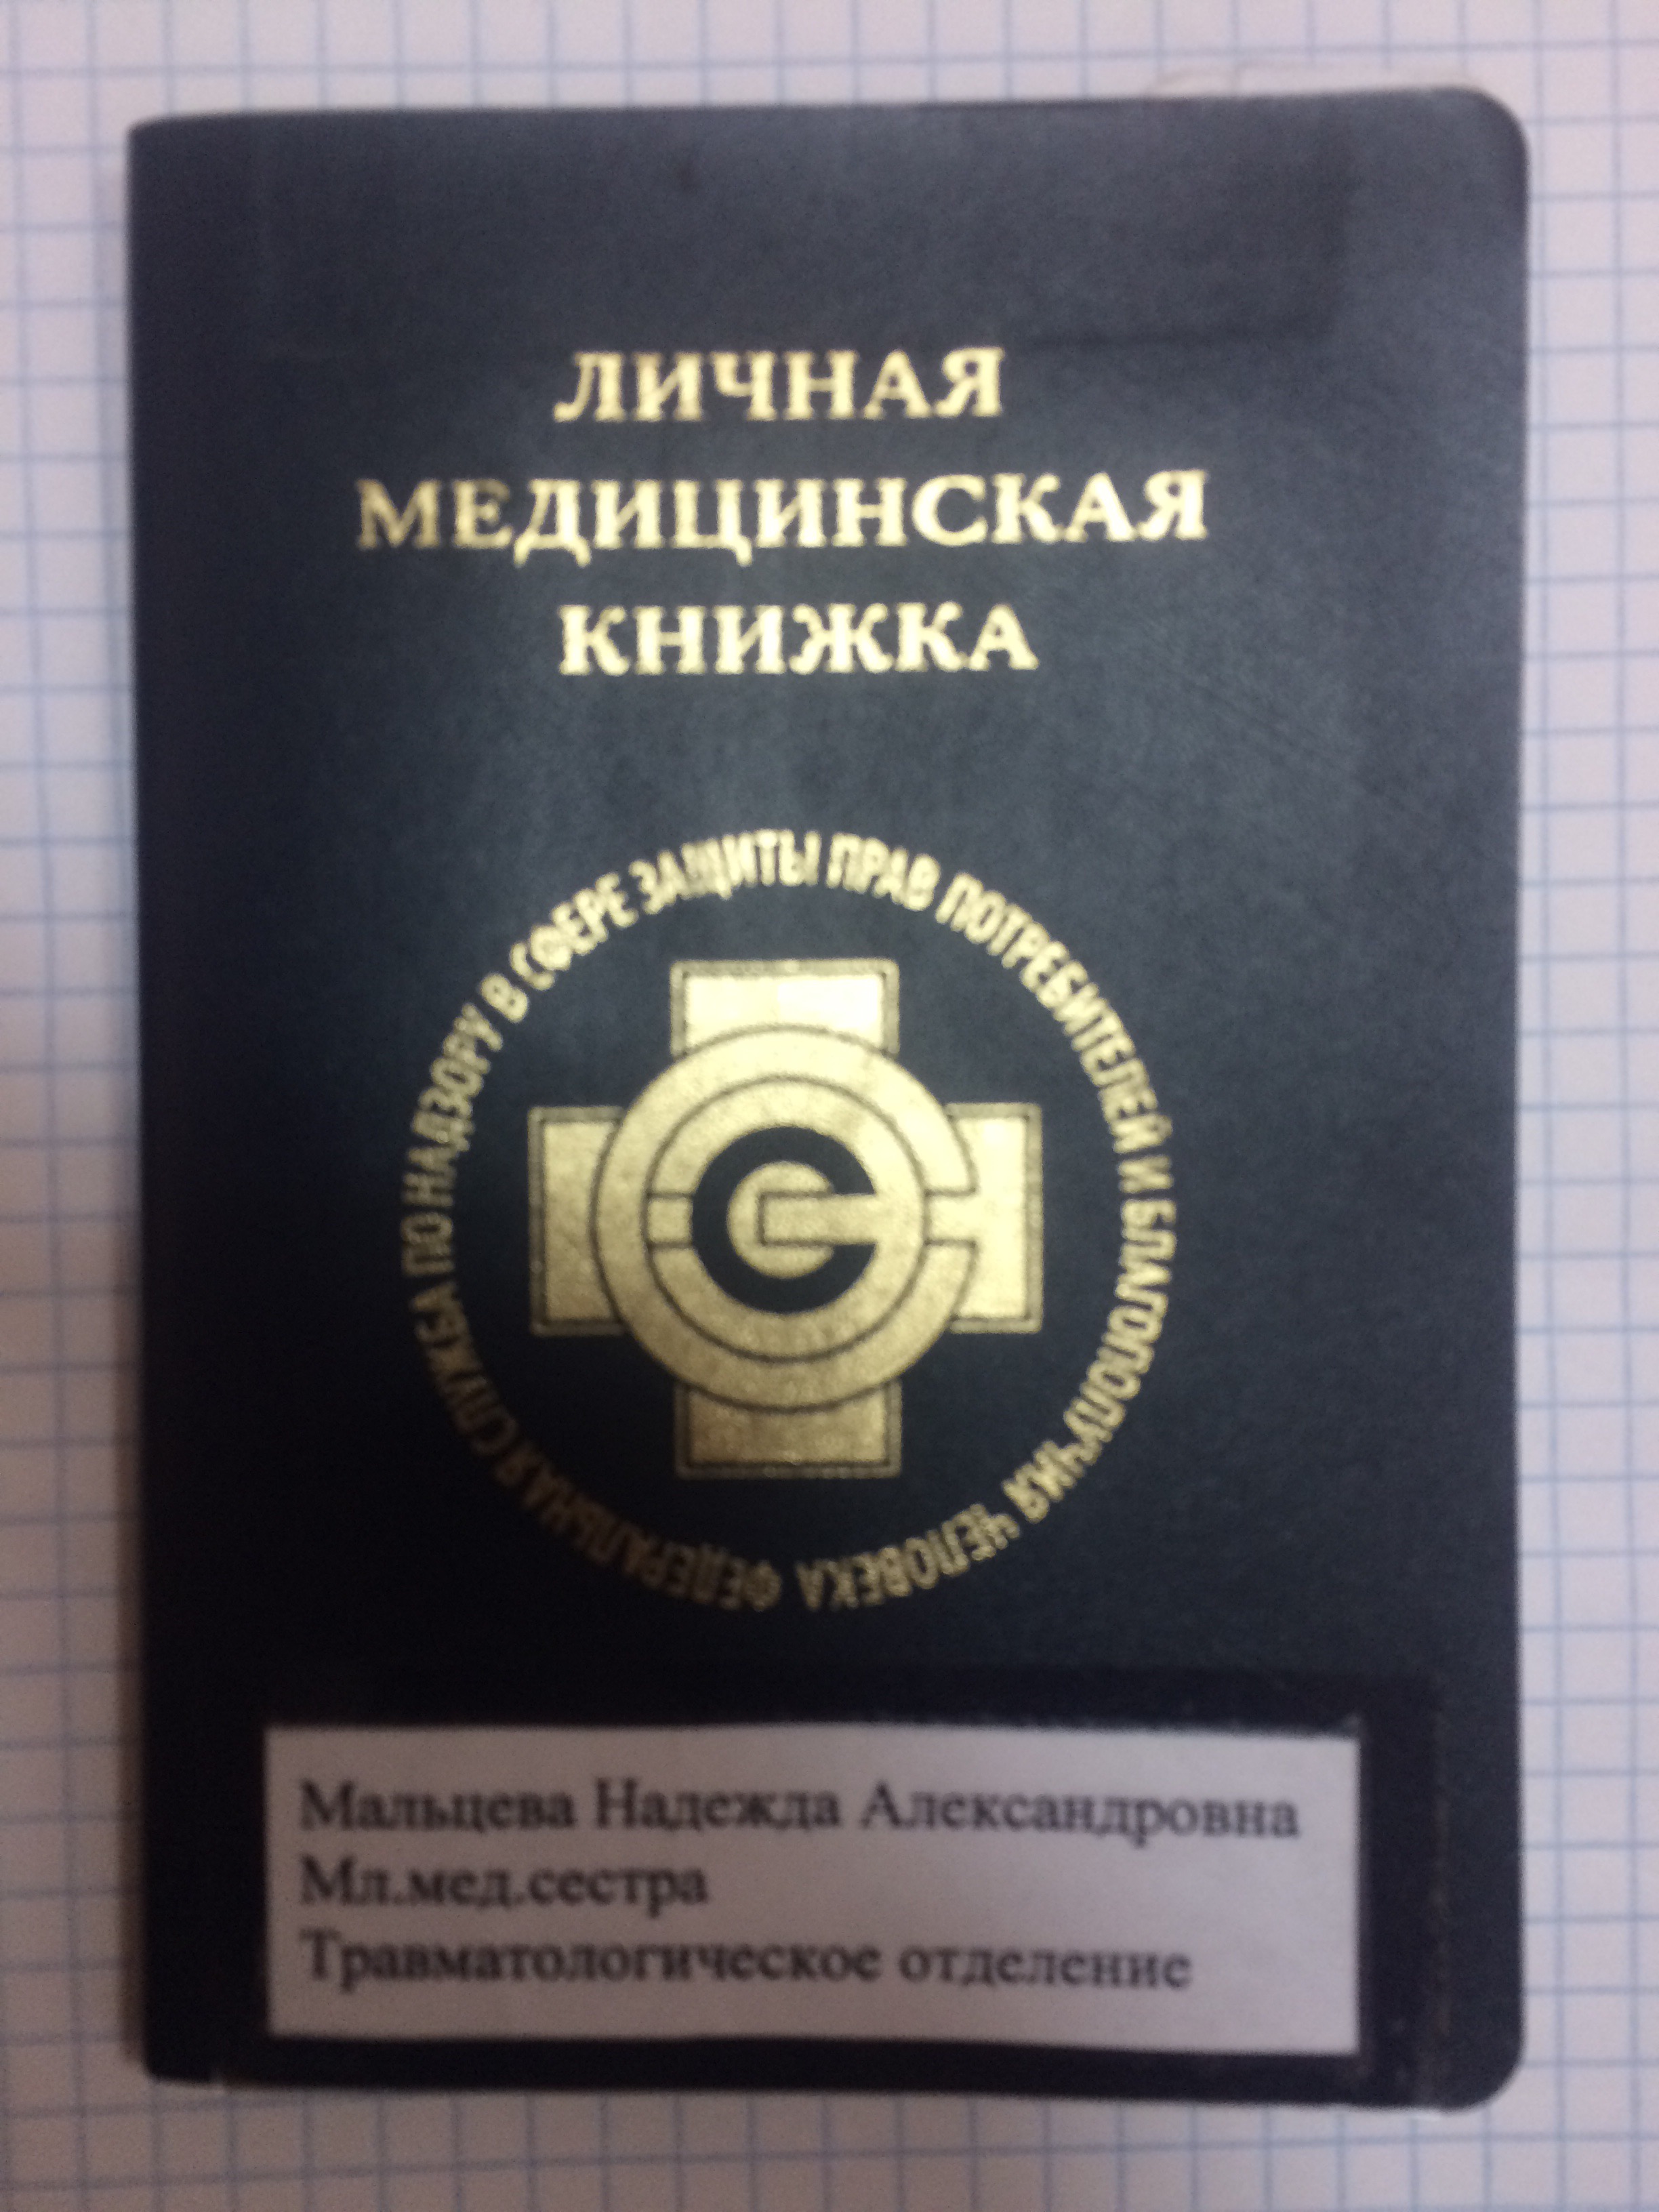 ЛИЧНАЯ
МЕДИЦИНСКАЯ
КНИЖКА
ФЕДЕРАЛЬНАЯ СЛУЖБА ПО НАДЗОРУ В СФЕРЕ ЗАЩИТЫ ПРАВ ПОТРЕБИТЕЛЕЙ И БЛАГОПОЛУЧИЯ ЧЕЛОВЕКА
Мальцева Надежда Александровна
Мл.мед.сестра
Травматологическое отделение